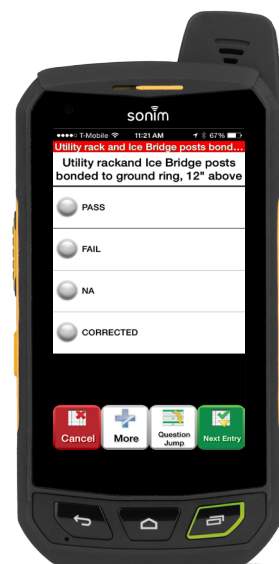 sonim
T-Mobile 11:21 AM 67%
Utility rack and Ice Bridge posts bond...
Utility rackand Ice Bridge posts
bonded to ground ring, 12" above
PASS
FAIL
NA
CORRECTED
Cancel
More
Question
Jump
Next Entry